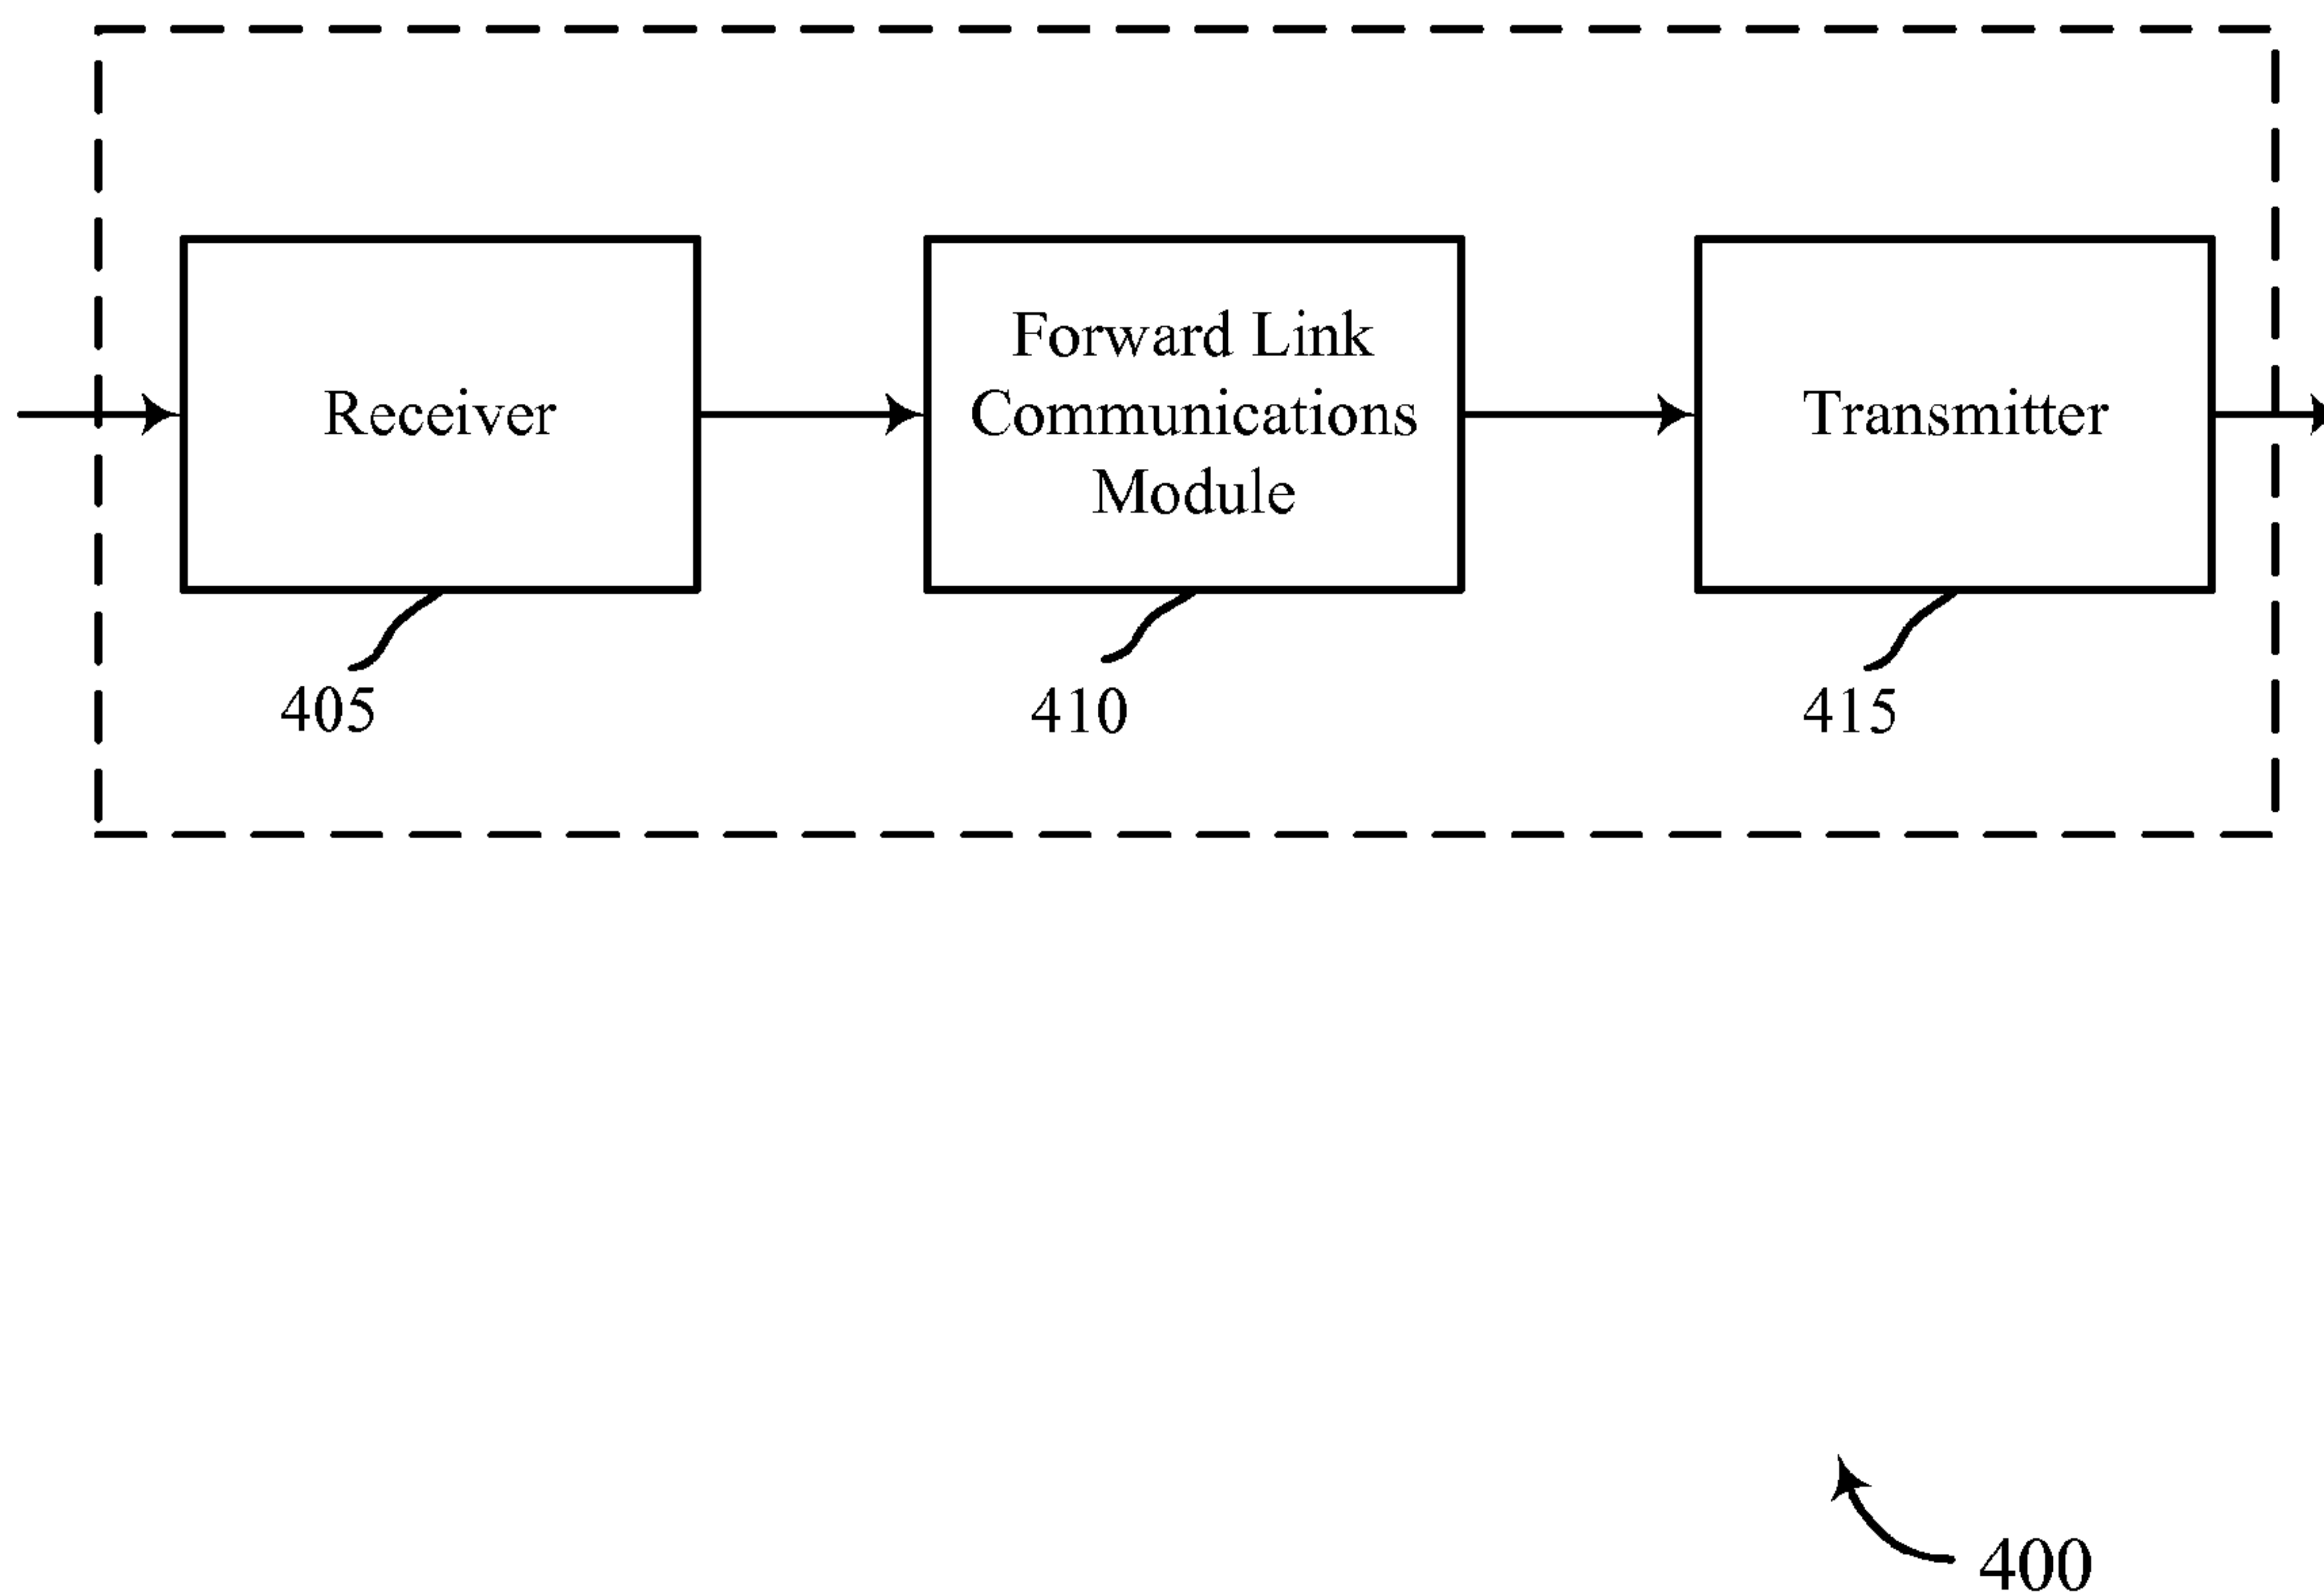 Receiver
Forward Link
Communications
Module
Transmitter
405
410
415
400